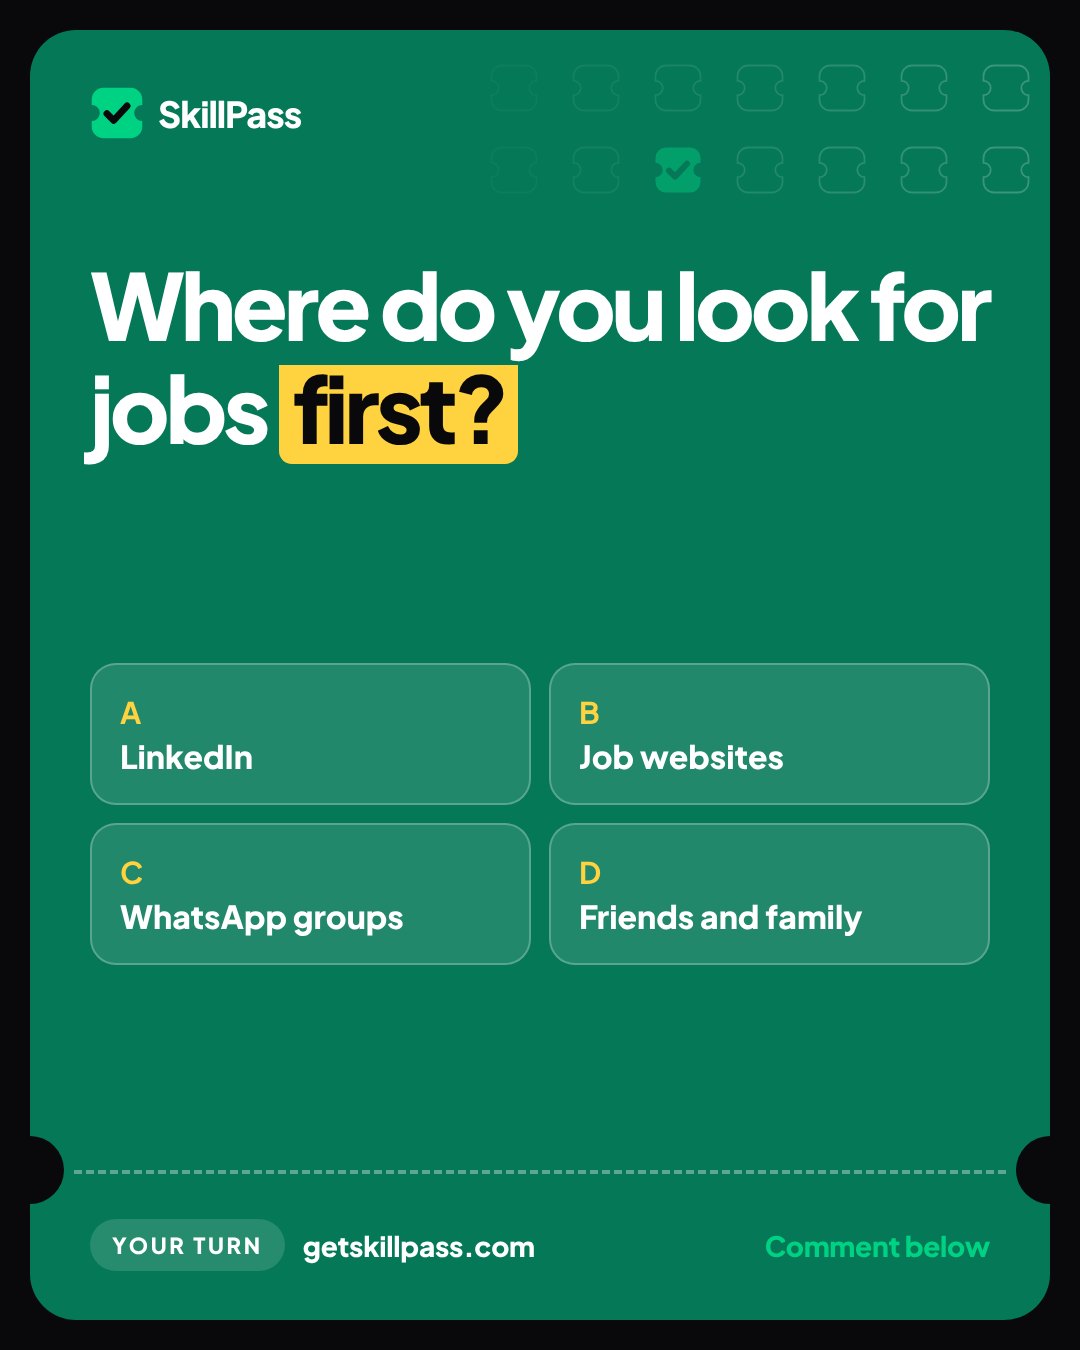 SkillPass
Where do you look for
jobs first?
A
LinkedIn
B
Job websites
C
WhatsApp groups
D
Friends and family
YOUR TURN
getskillpass.com
Comment below